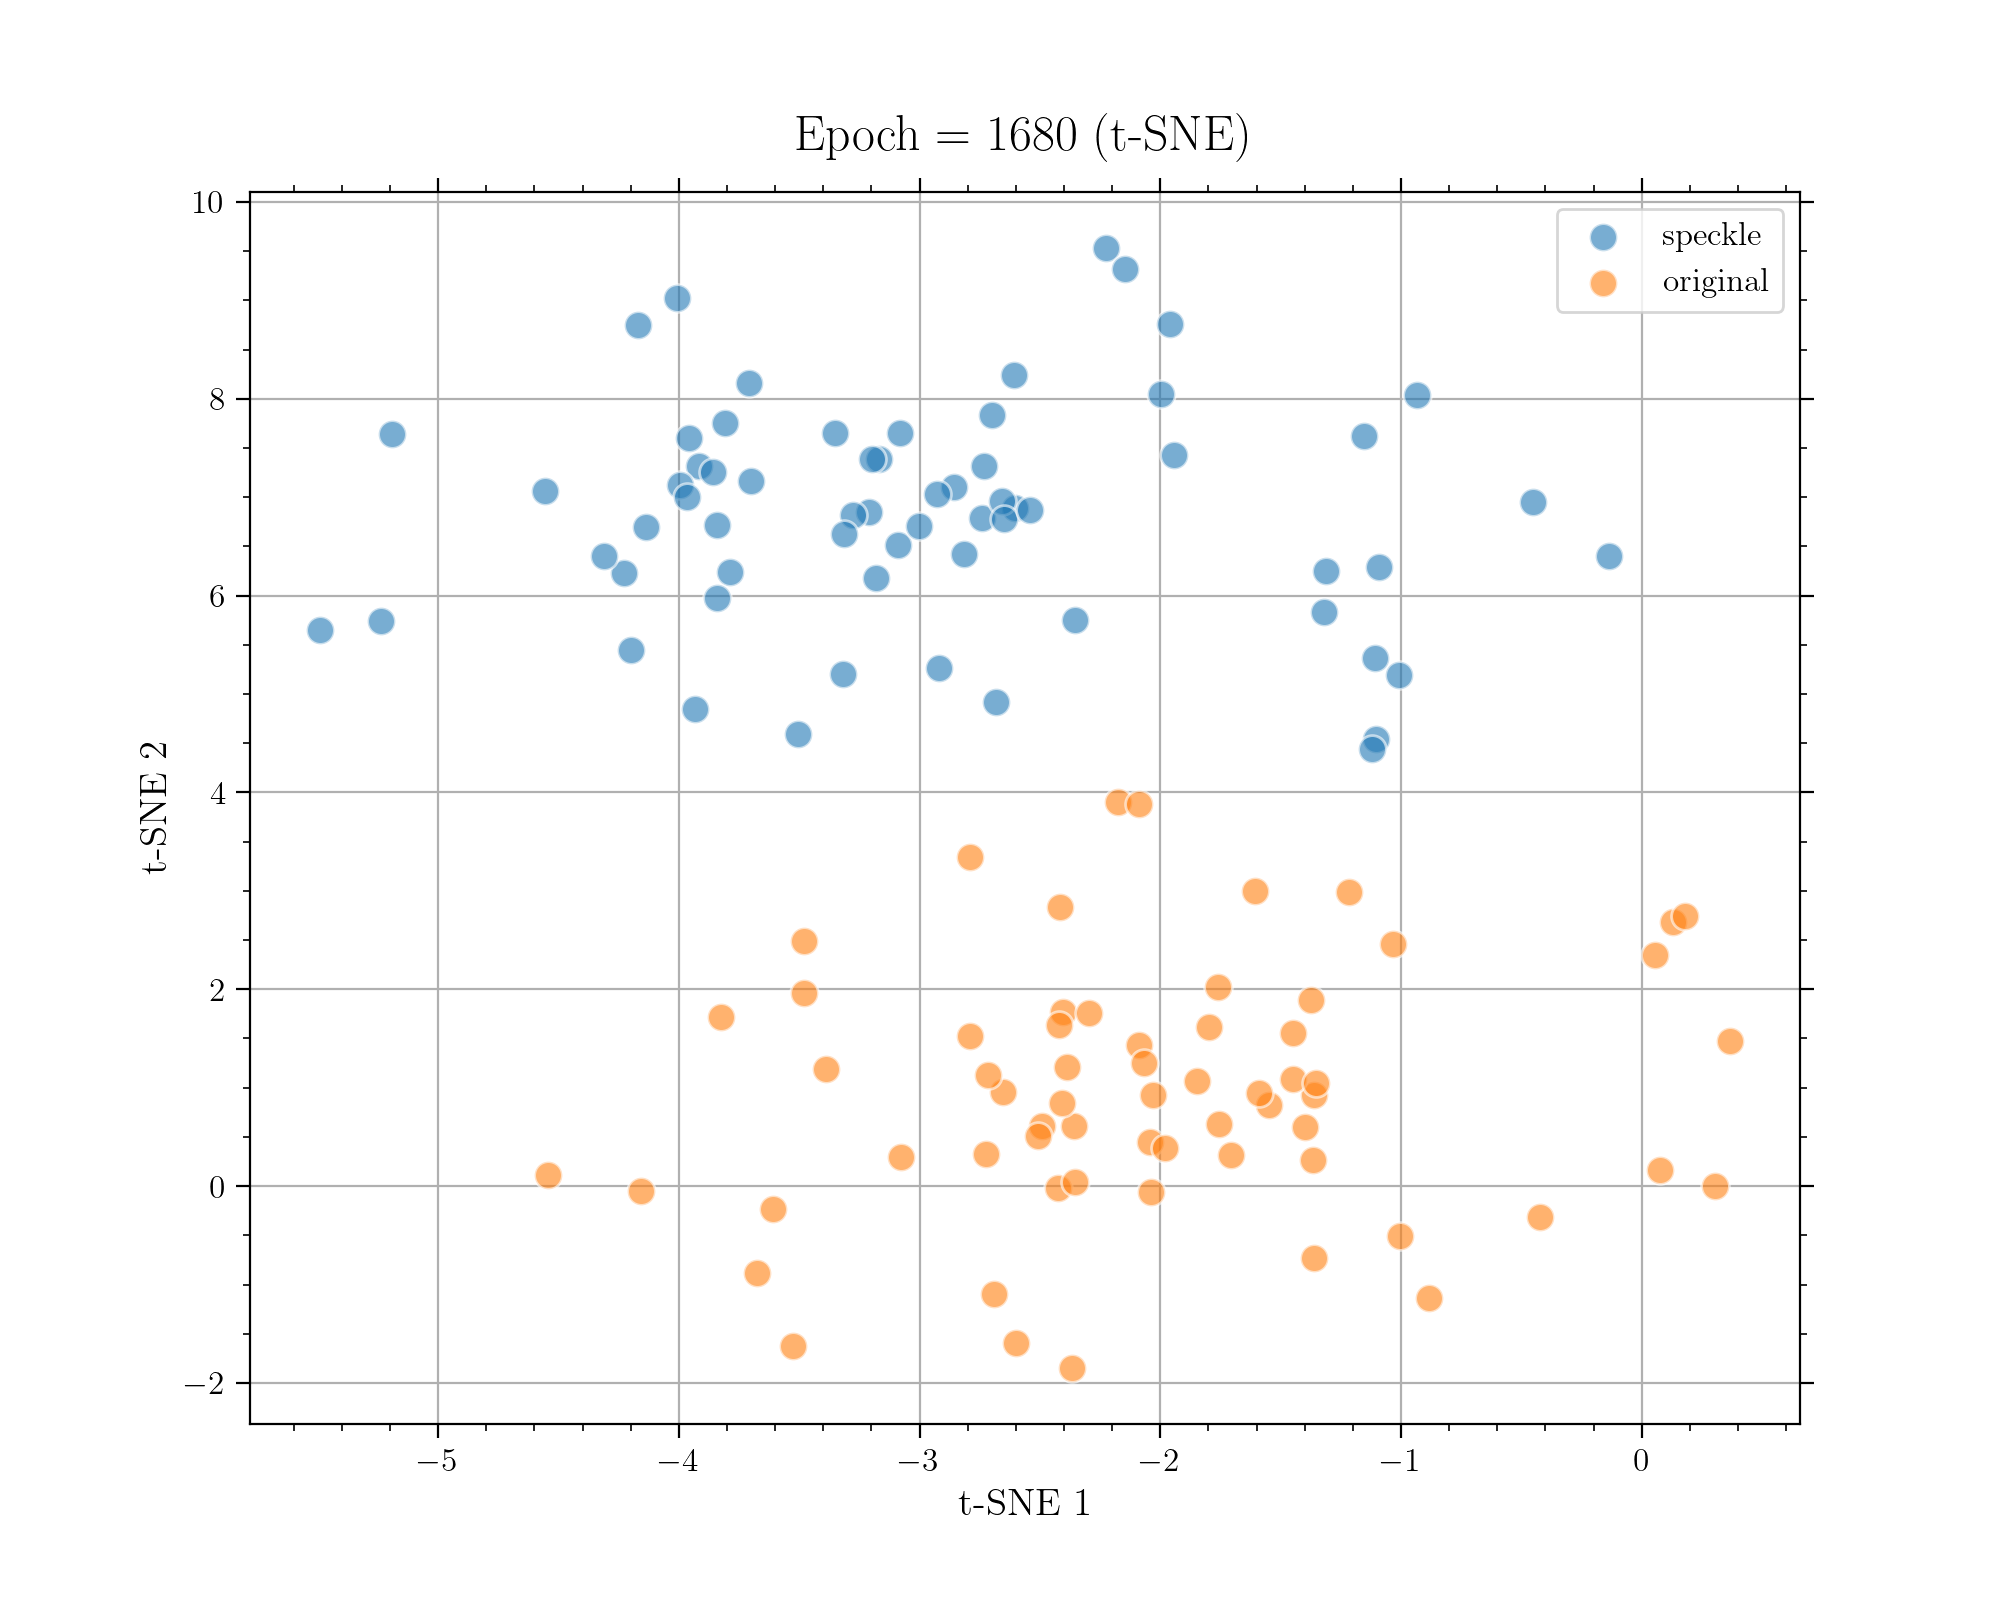 Epoch = 1680 (t-SNE)
speckle
original
10
8
6
4
2
0
−2
t-SNE 2
−5 −4 −3 −2 −1 0
t-SNE 1